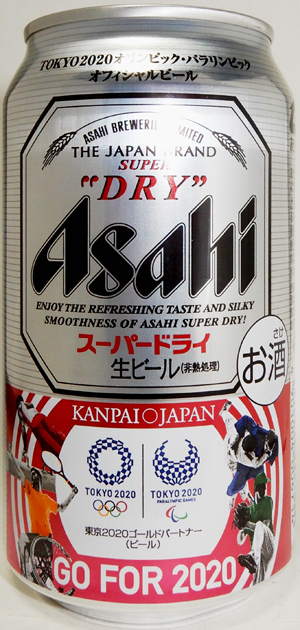 TOKYO2020オリンピック・パラリンピック
オフィシャルビール
ASAHI BREWERIES LIMITED
THE JAPAN BRAND
SUPER
"DRY"
Asahi
ENJOY THE REFRESHING TASTE AND SILKY
SMOOTHNESS OF ASAHI SUPER DRY!
スーパードライ
生ビール(非熱処理)
さけ
お酒
KANPAI JAPAN
TOKYO 2020
TOKYO 2020
PARALYMPIC GAMES
東京2020ゴールドパートナー
(ビール)
GO FOR 2020